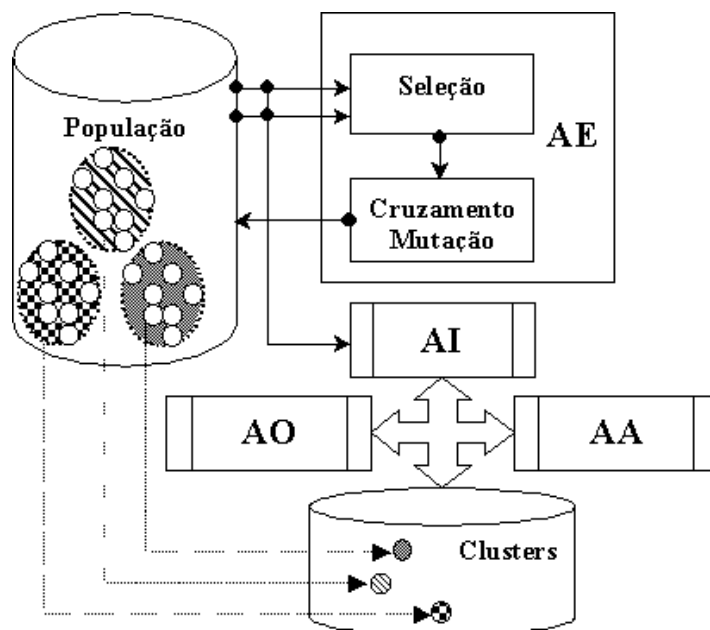 População
Seleção
AE
Cruzamento
Mutação
AI
AO
AA
Clusters